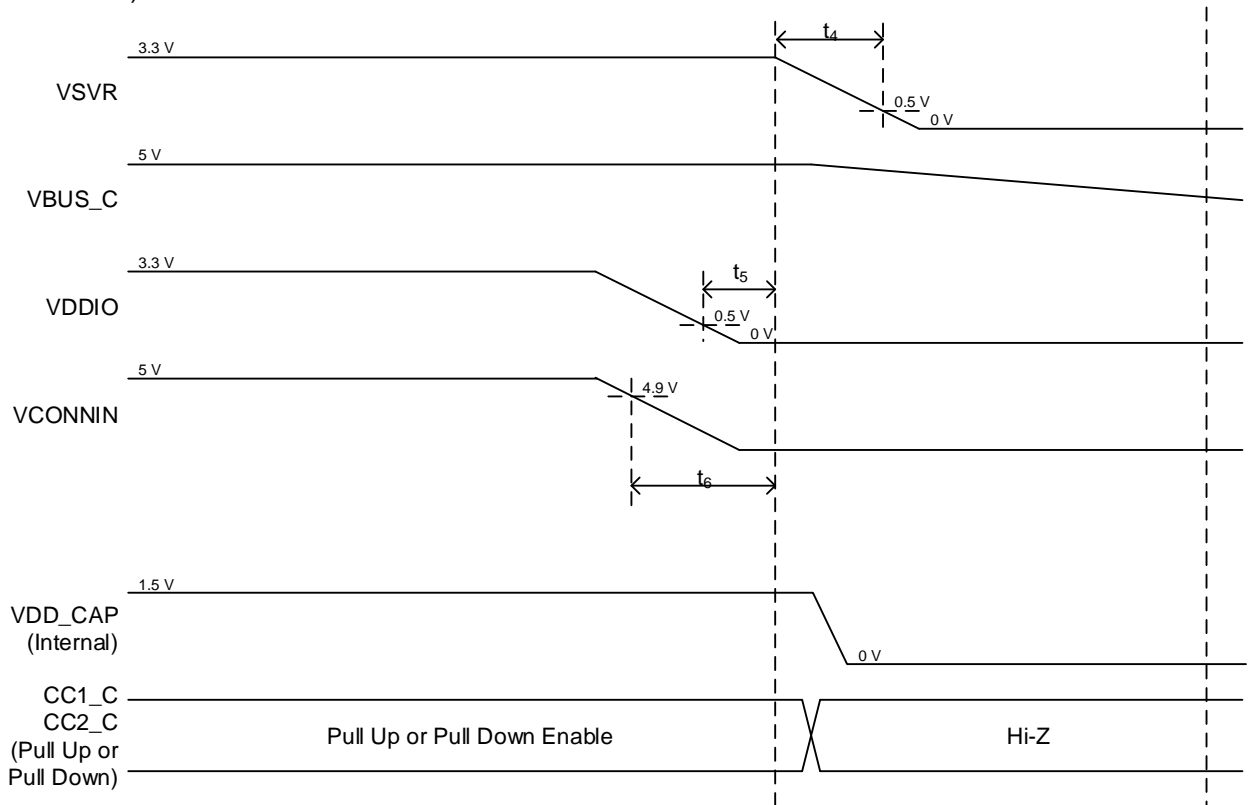 t4
3.3 V
VSVR
0.5 V
0 V
5 V
VBUS_C
3.3 V
t5
VDDIO
0.5 V
0 V
5 V
4.9 V
VCONNIN
t6
1.5 V
VDD_CAP
(Internal)
0 V
CC1_C
CC2_C
(Pull Up or
Pull Down)
Pull Up or Pull Down Enable
Hi-Z